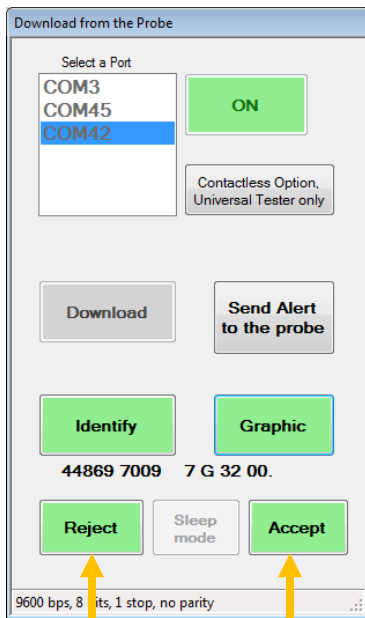 Download from the Probe
Select a Port
COM3
COM45
COM42
ON
Contactless Option,
Universal Tester only
Download
Send Alert
to the probe
Identify
Graphic
44869 7009 7 G 32 00.
Reject
Sleep
mode
Accept
9600 bps, 8 bits, 1 stop, no parity